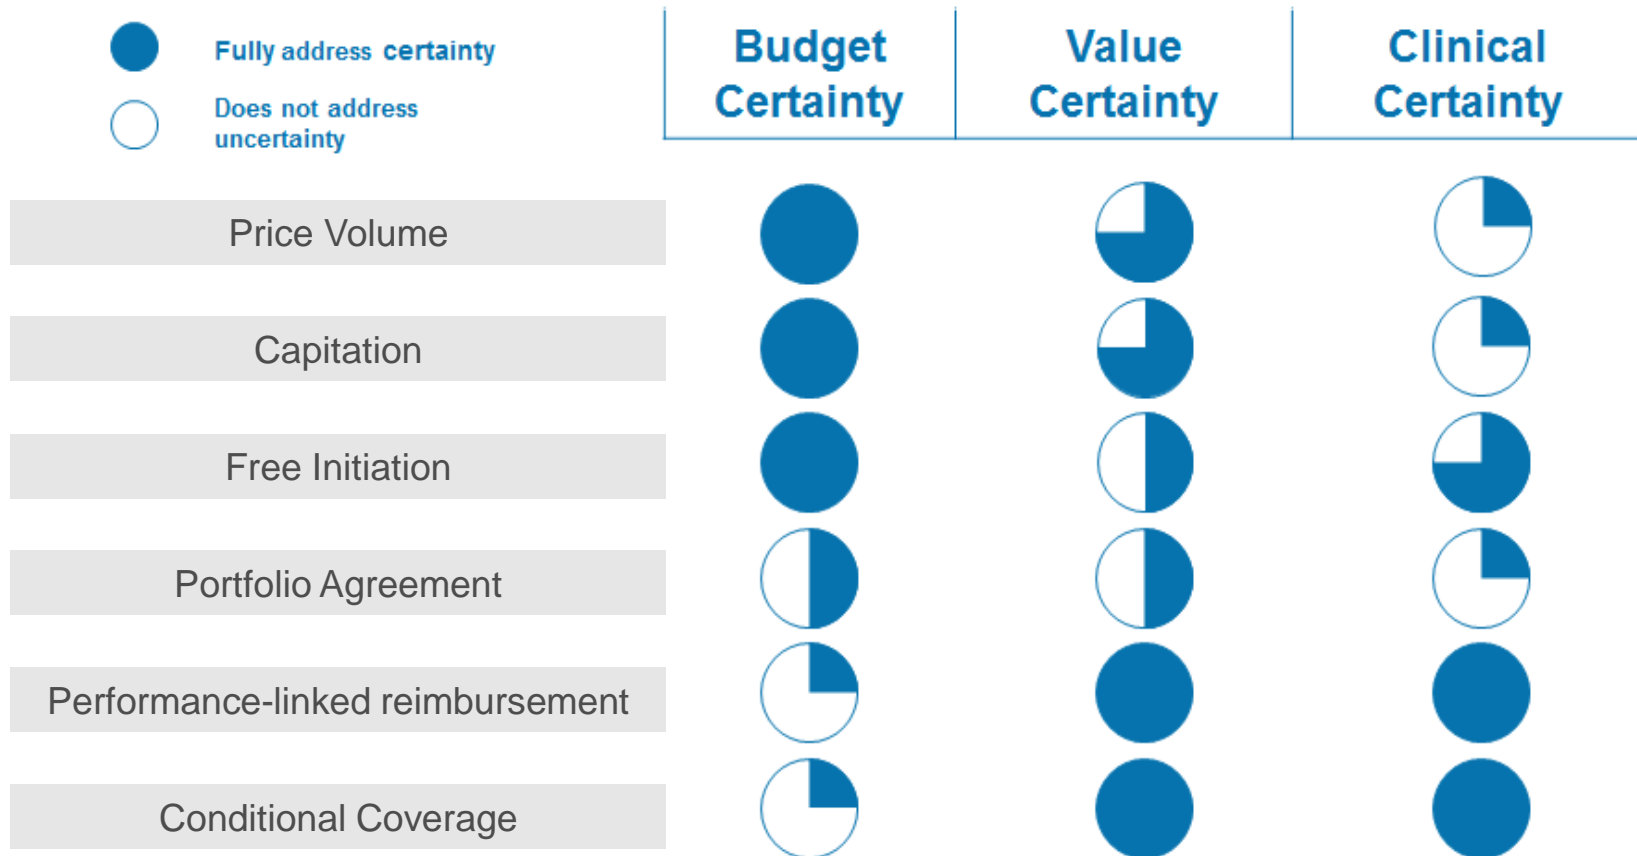 Fully address certainty
Does not address
uncertainty
Budget
Certainty
Value
Certainty
Clinical
Certainty
Price Volume
Capitation
Free Initiation
Portfolio Agreement
Performance-linked reimbursement
Conditional Coverage